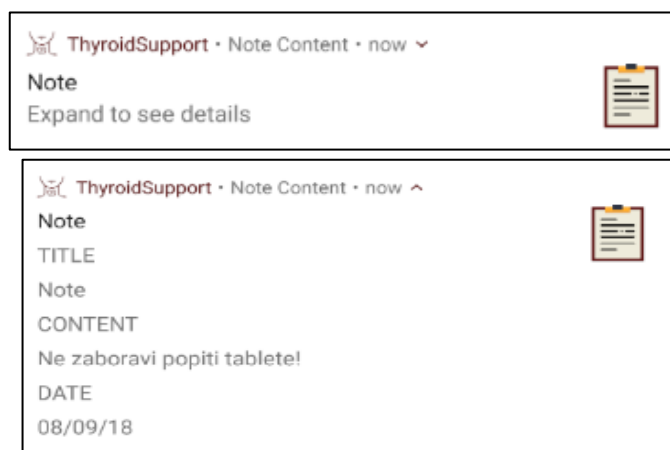 ThyroidSupport • Note Content • now
Note
Expand to see details
ThyroidSupport • Note Content • now
Note
TITLE
Note
CONTENT
Ne zaboravi popiti tablete!
DATE
08/09/18